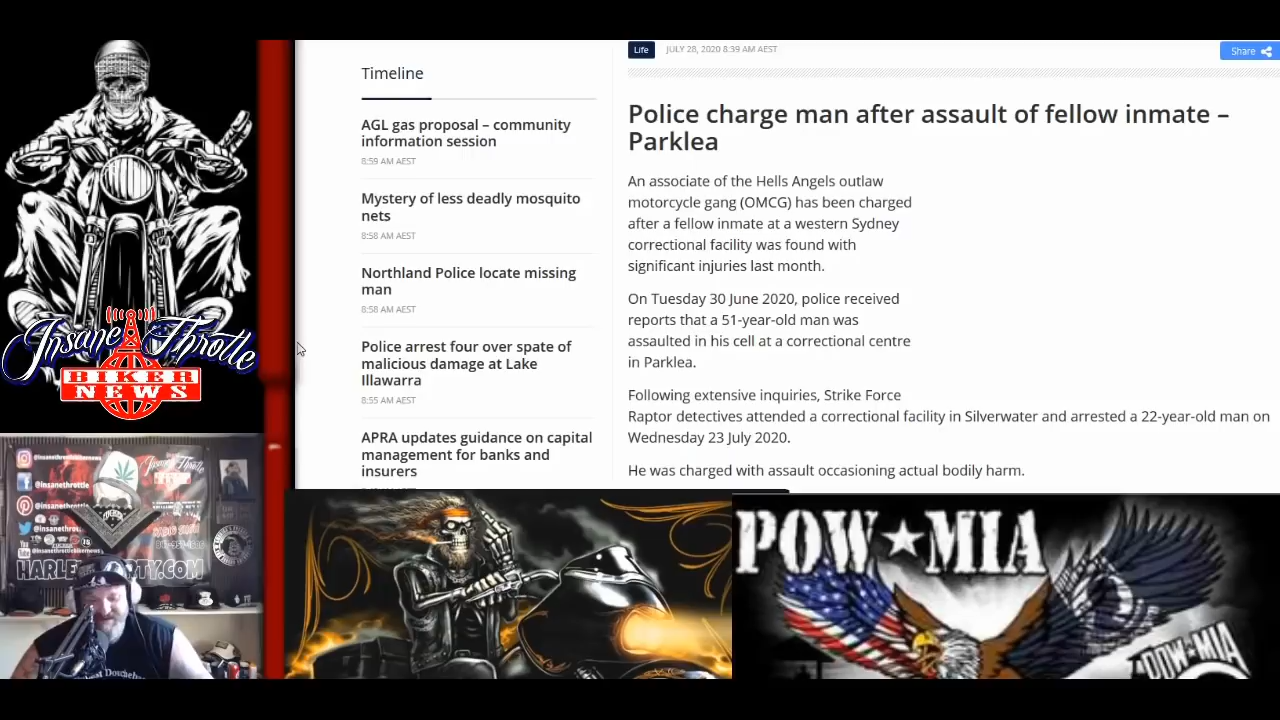 Life
JULY 28, 2020 8:39 AM AEST
Share
Timeline
AGL gas proposal – community
information session
8:59 AM AEST
Mystery of less deadly mosquito
nets
8:58 AM AEST
Northland Police locate missing
man
8:58 AM AEST
Police arrest four over spate of
malicious damage at Lake
Illawarra
8:55 AM AEST
APRA updates guidance on capital
management for banks and
insurers
Police charge man after assault of fellow inmate –
Parklea
An associate of the Hells Angels outlaw
motorcycle gang (OMCG) has been charged
after a fellow inmate at a western Sydney
correctional facility was found with
significant injuries last month.
On Tuesday 30 June 2020, police received
reports that a 51-year-old man was
assaulted in his cell at a correctional centre
in Parklea.
Following extensive inquiries, Strike Force
Raptor detectives attended a correctional facility in Silverwater and arrested a 22-year-old man on
Wednesday 23 July 2020.
He was charged with assault occasioning actual bodily harm.
Insane Throttle
BIKER
NEWS
@insanethrottlebikernews
@insanethrottle
@insanethrottle
@insanethrottle
@insanethrottlebikernews
POW★MIA
POW★MIA